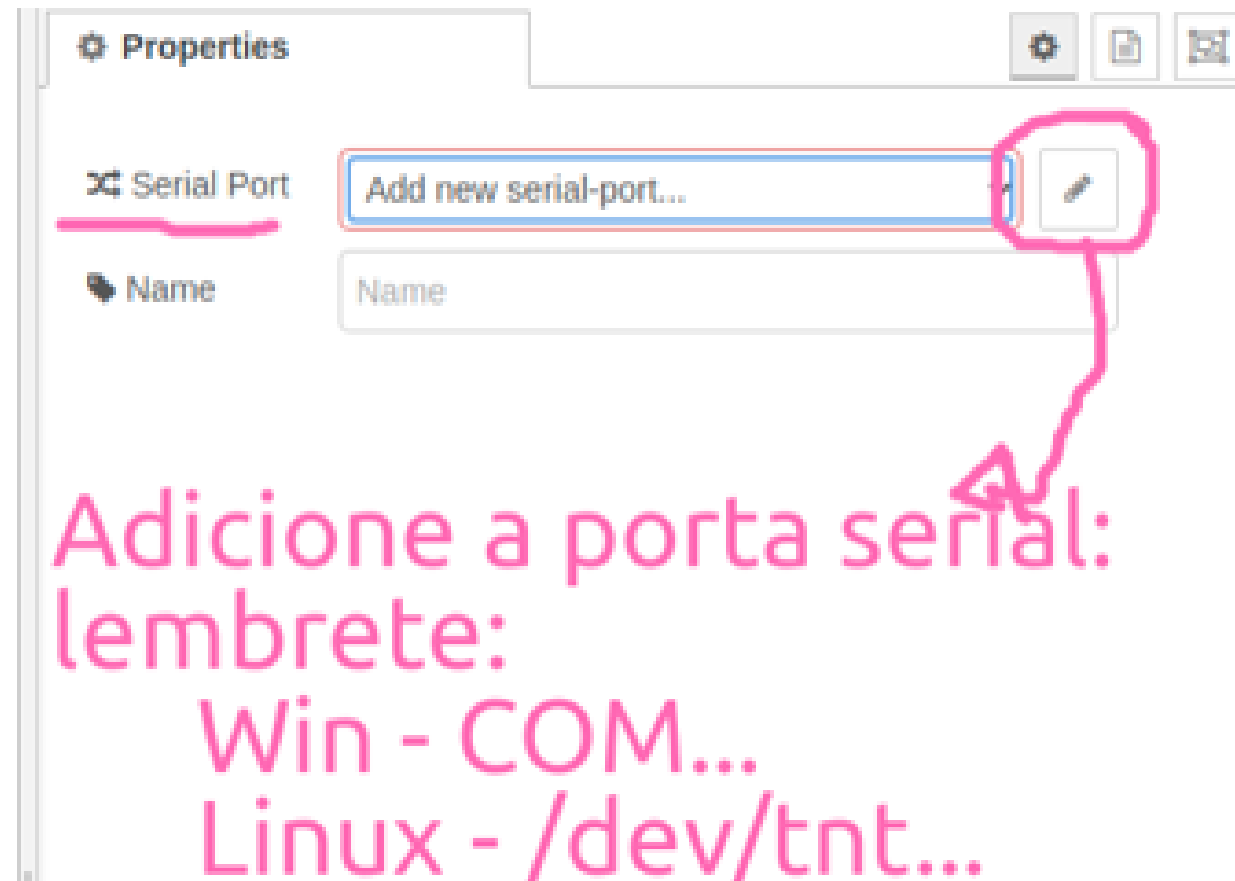 Properties
Serial Port
Add new serial-port...
Name
Name
Adicione a porta serial:
lembrete:
Win - COM...
Linux - /dev/tnt...